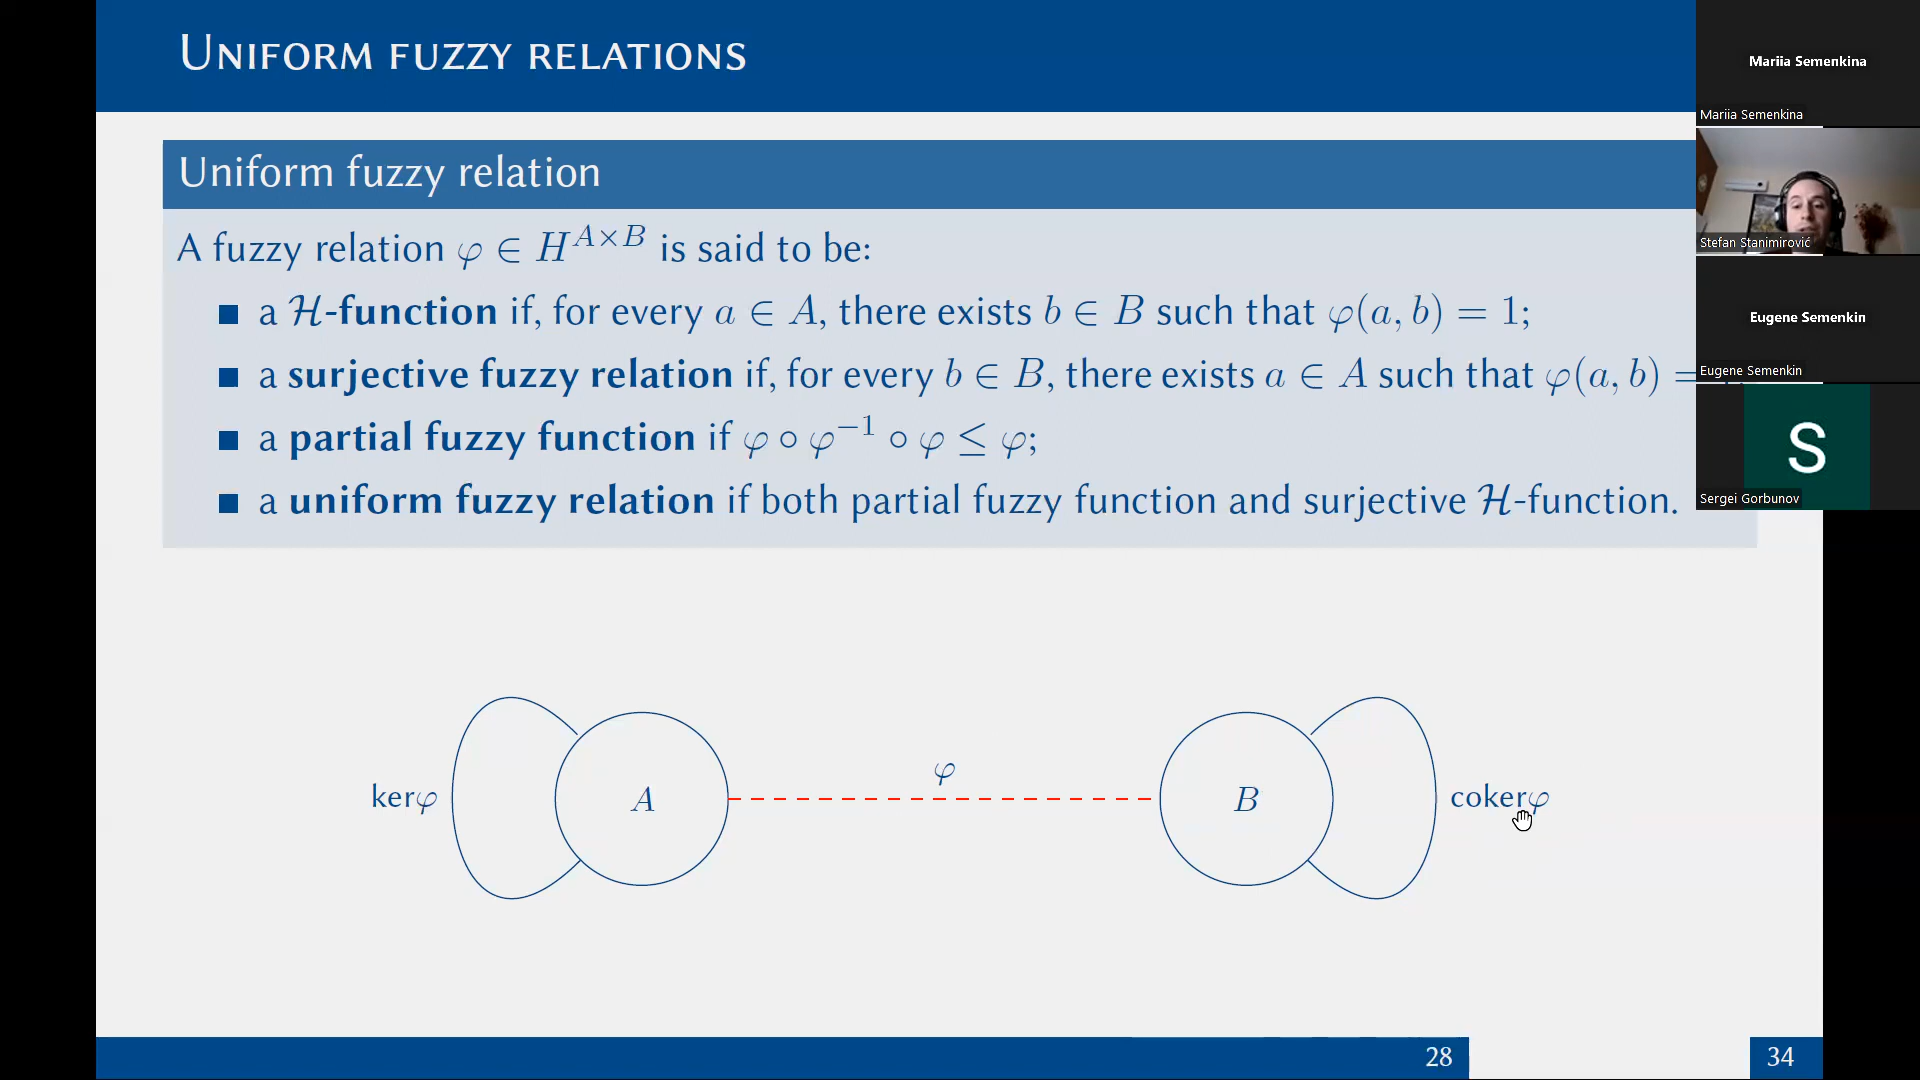 UNIFORM FUZZY RELATIONS
Uniform fuzzy relation
A fuzzy relation φ ∈ H^{A×B} is said to be:
■ a 𝓗-function if, for every a ∈ A, there exists b ∈ B such that φ(a, b) = 1;
■ a surjective fuzzy relation if, for every b ∈ B, there exists a ∈ A such that φ(a, b) =
■ a partial fuzzy function if φ ∘ φ⁻¹ ∘ φ ≤ φ;
■ a uniform fuzzy relation if both partial fuzzy function and surjective 𝓗-function.
kerφ
A
φ
B
cokerφ
28
34
Mariia Semenkina
Mariia Semenkina
Stefan Stanimirović
Eugene Semenkin
Eugene Semenkin
S
Sergei Gorbunov